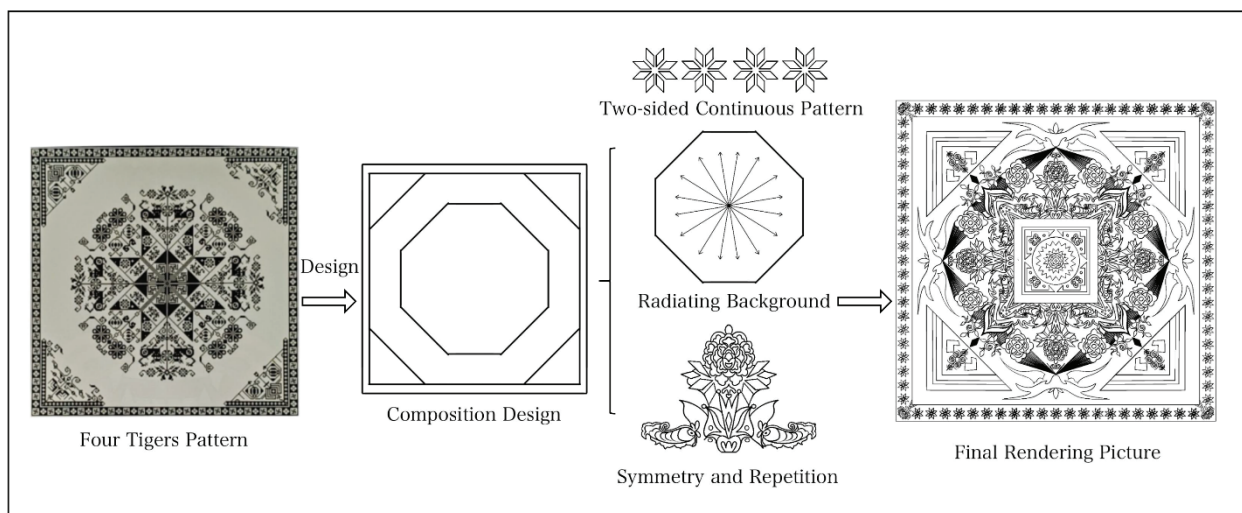 Four Tigers Pattern
Design
Composition Design
Two-sided Continuous Pattern
Radiating Background
Symmetry and Repetition
Final Rendering Picture